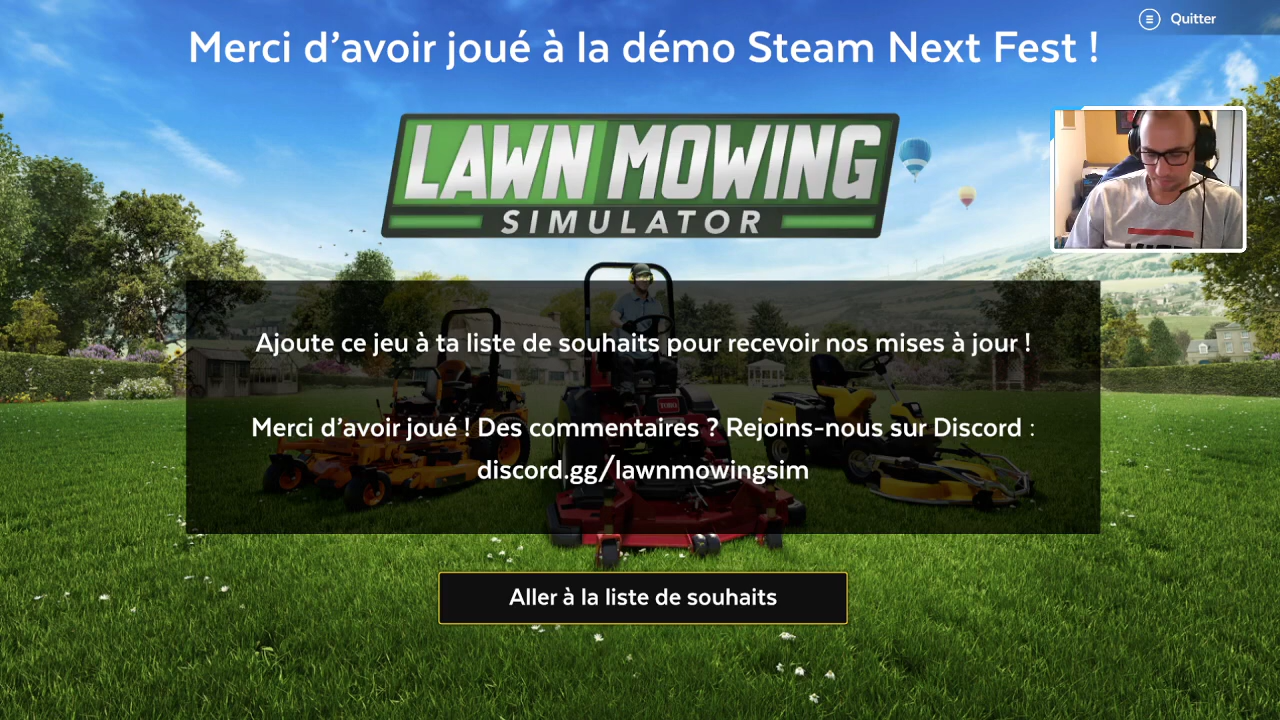 Quitter
Merci d’avoir joué à la démo Steam Next Fest !
LAWN MOWING
SIMULATOR
Ajoute ce jeu à ta liste de souhaits pour recevoir nos mises à jour !
TORO
Merci d’avoir joué ! Des commentaires ? Rejoins-nous sur Discord :
discord.gg/lawnmowingsim
Aller à la liste de souhaits